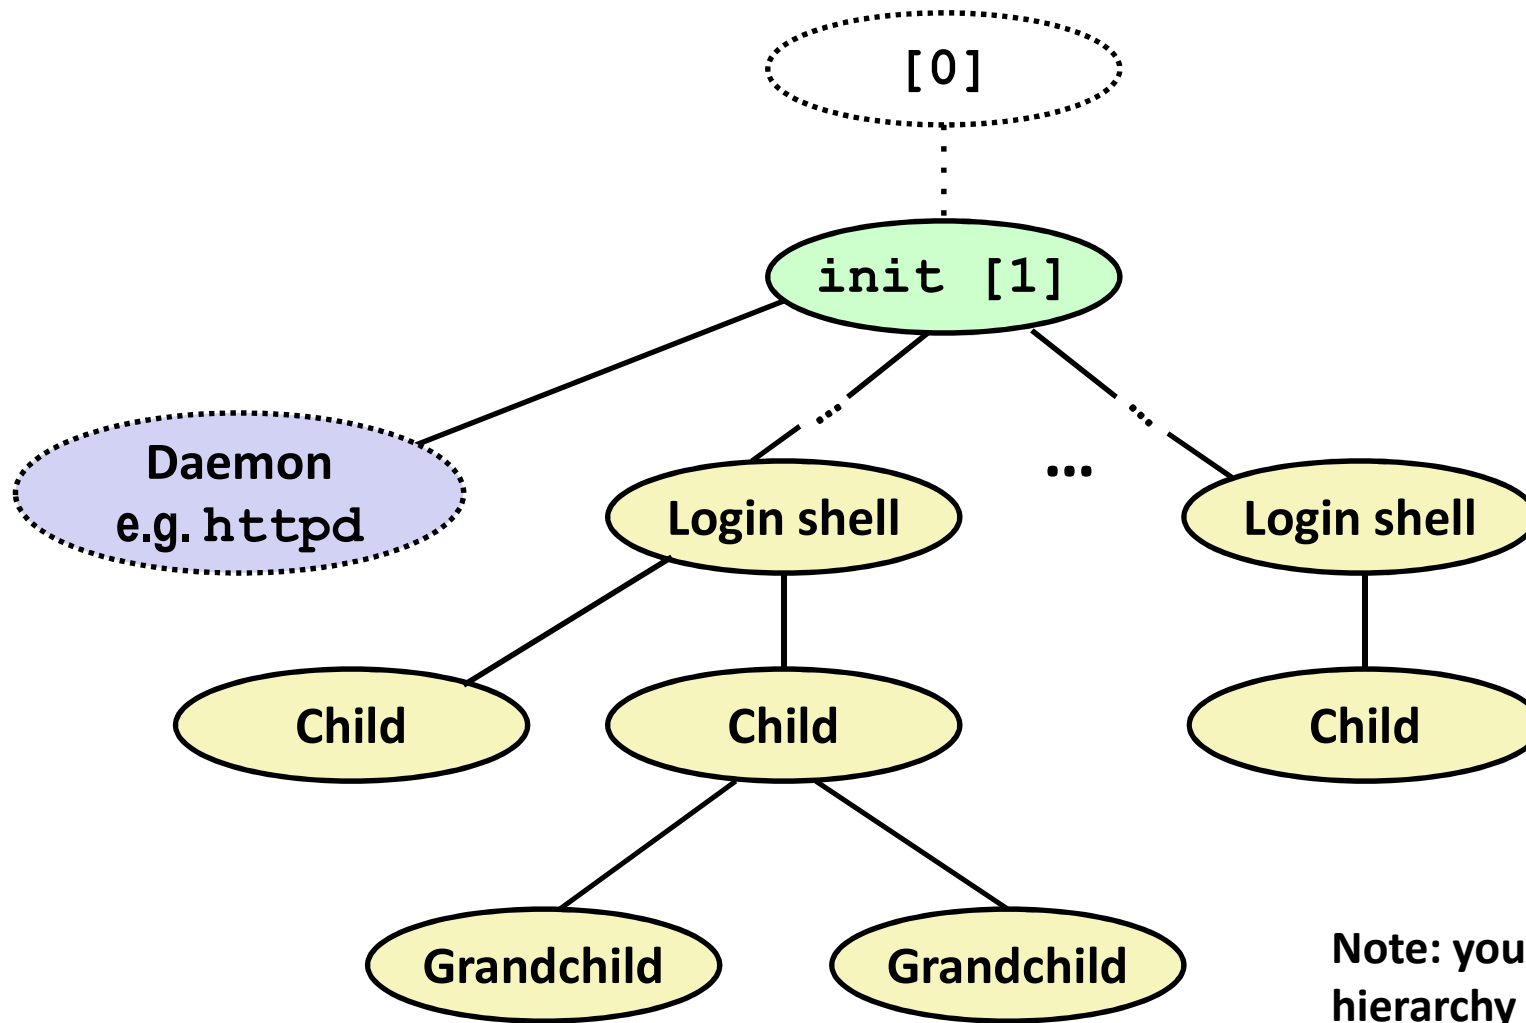 [0]
init [1]
Daemon
e.g. httpd
...
...
...
Login shell
Login shell
Child
Child
Child
Grandchild
Grandchild
Note: you
hierarchy